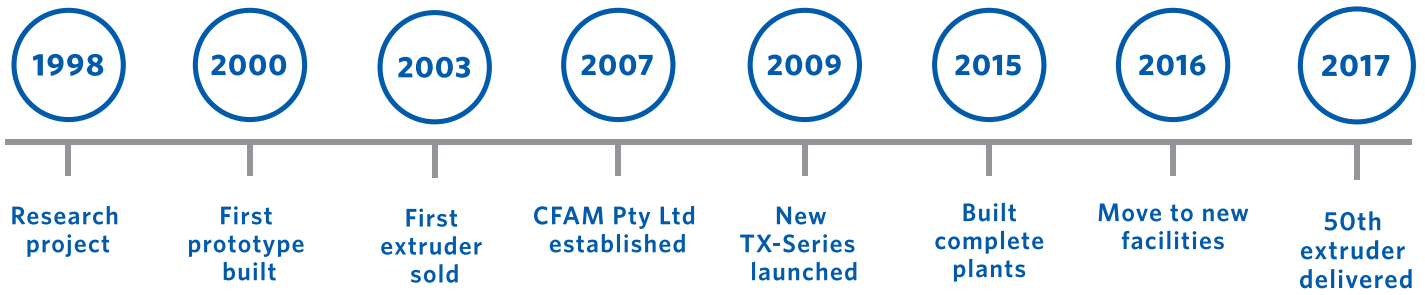 1998
2000
2003
2007
2009
2015
2016
2017
Research
project
First
prototype
built
First
extruder
sold
CFAM Pty Ltd
established
New
TX-Series
launched
Built
complete
plants
Move to new
facilities
50th
extruder
delivered